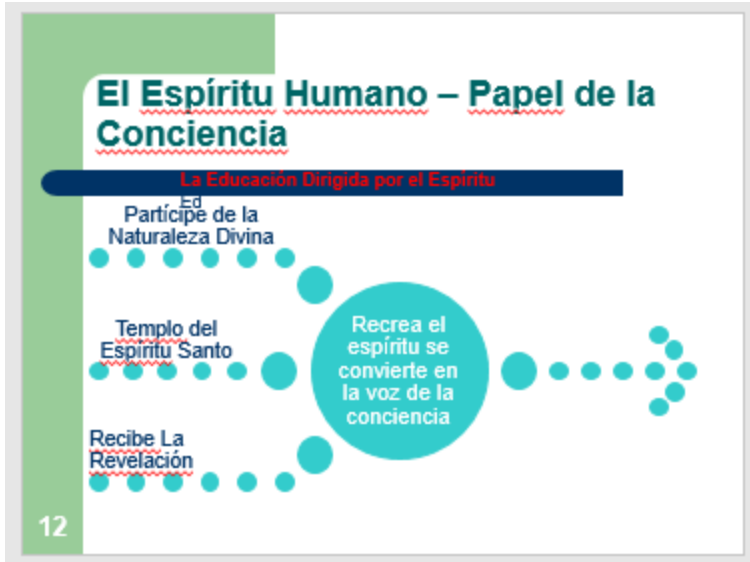 El Espíritu Humano – Papel de la
Conciencia
La Educación Dirigida por el Espíritu
Ed
Partícipe de la
Naturaleza Divina
Templo del
Espíritu Santo
Recibe La
Revelación
Recrea el
espíritu se
convierte en
la voz de la
conciencia
12